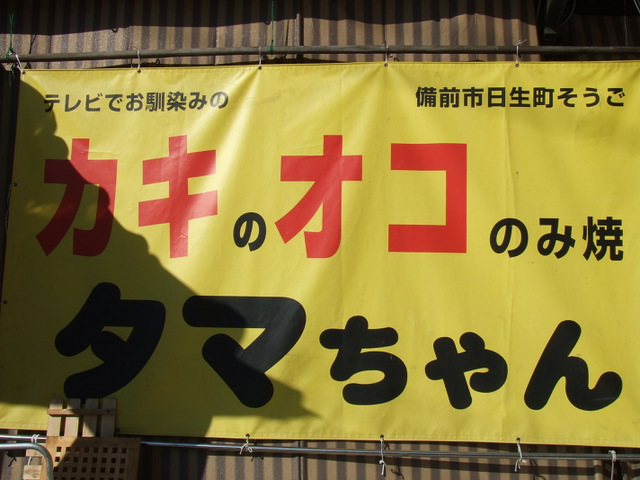 テレビでお馴染みの
備前市日生町そうご
カキのオコのみ焼
タマちゃん